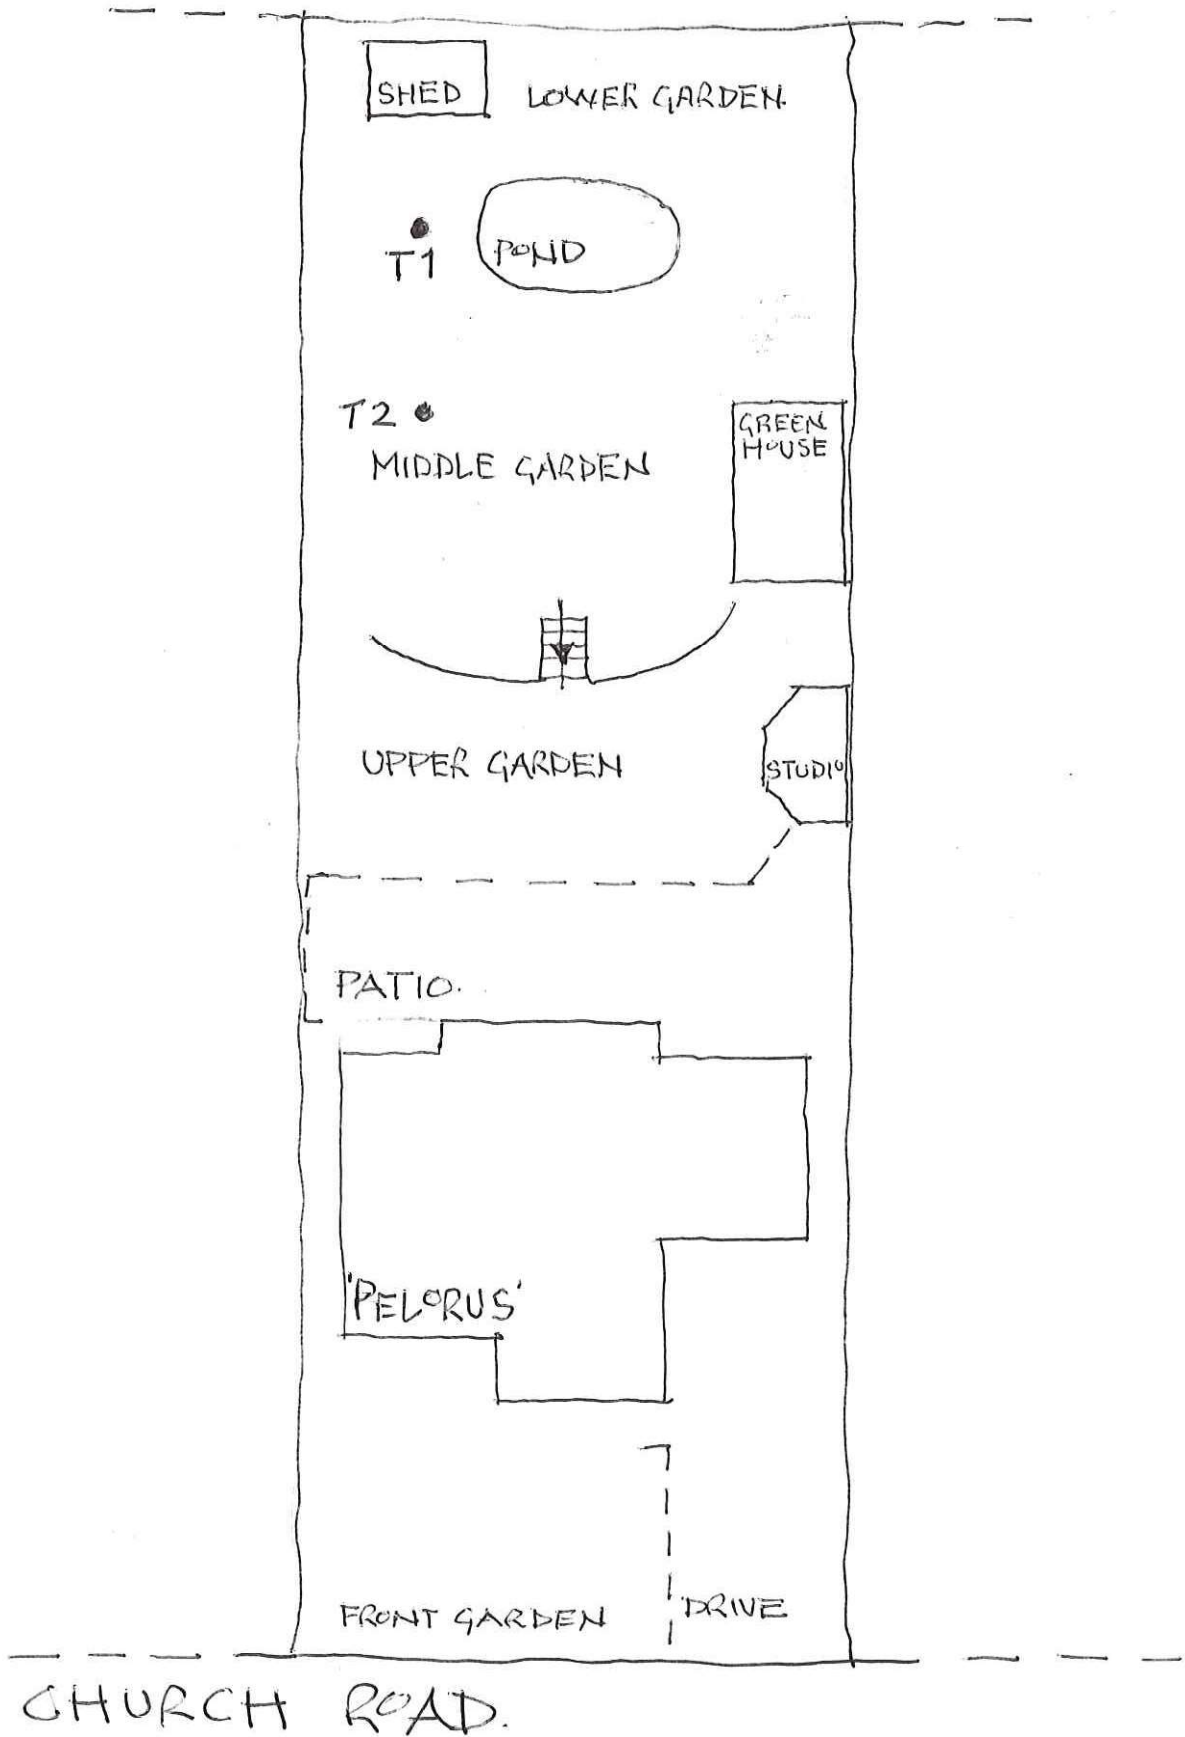 SHED
LOWER GARDEN.
T1
POND
T2
MIDDLE GARDEN
GREEN
HOUSE
UPPER GARDEN
STUDIO
PATIO.
'PELORUS'
FRONT GARDEN
DRIVE
CHURCH ROAD.